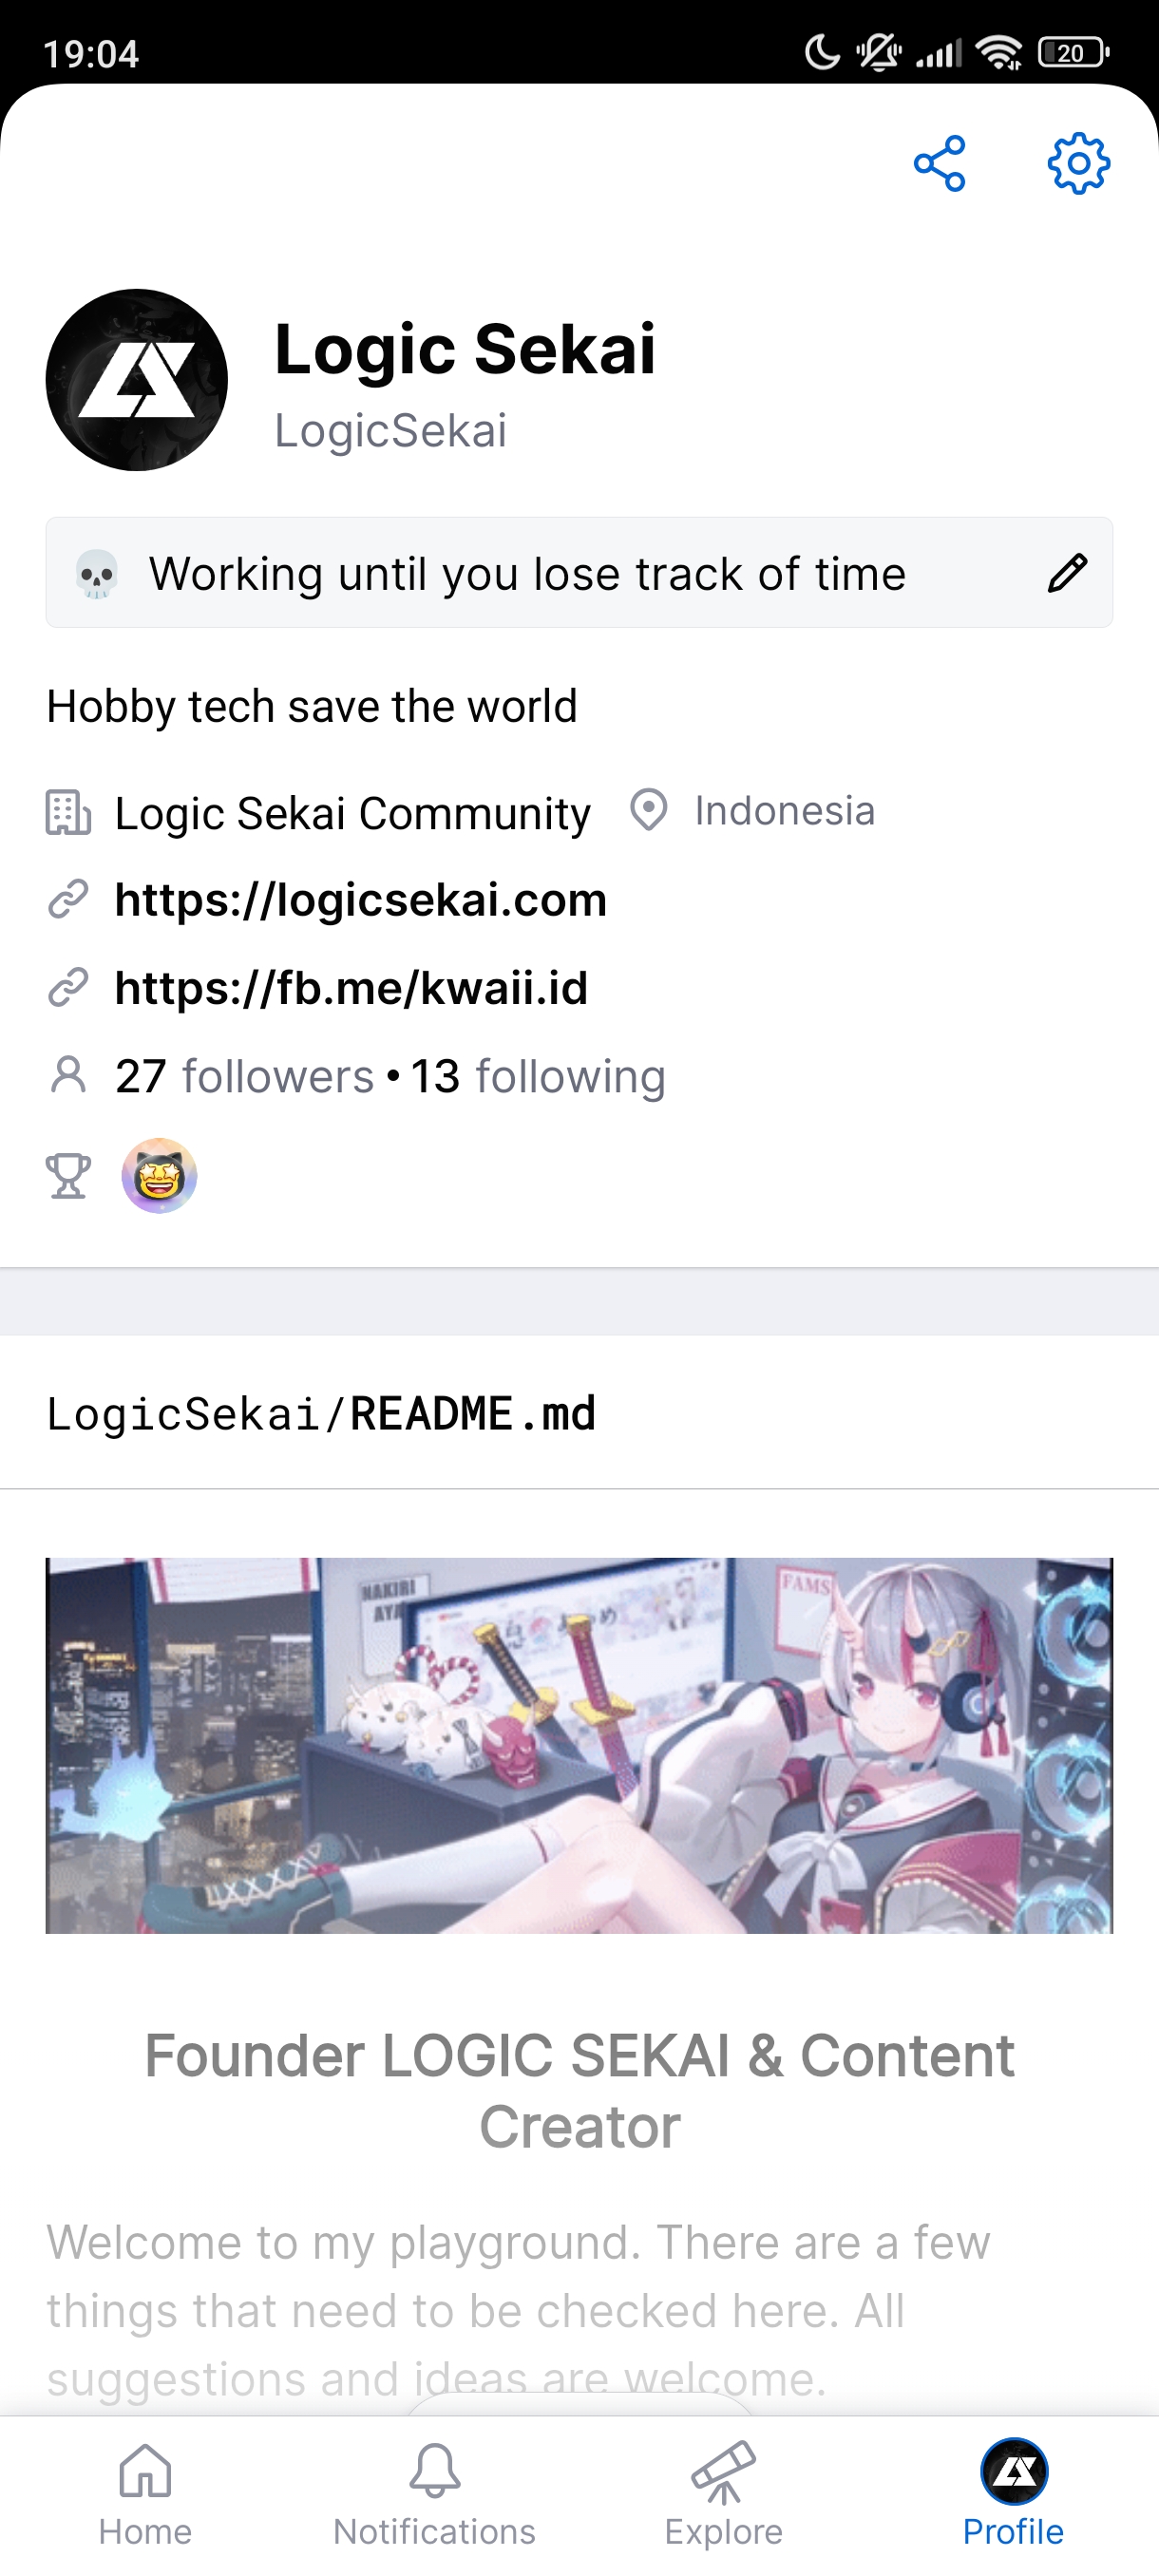 19:04
20
Logic Sekai
LogicSekai
💀 Working until you lose track of time
Hobby tech save the world
Logic Sekai Community Indonesia
https://logicsekai.com
https://fb.me/kwaii.id
27 followers • 13 following
LogicSekai/README.md
NAKIRI
AYA
FAMS
め
Founder LOGIC SEKAI & Content
Creator
Welcome to my playground. There are a few
things that need to be checked here. All
suggestions and ideas are welcome.
Home Notifications Explore Profile